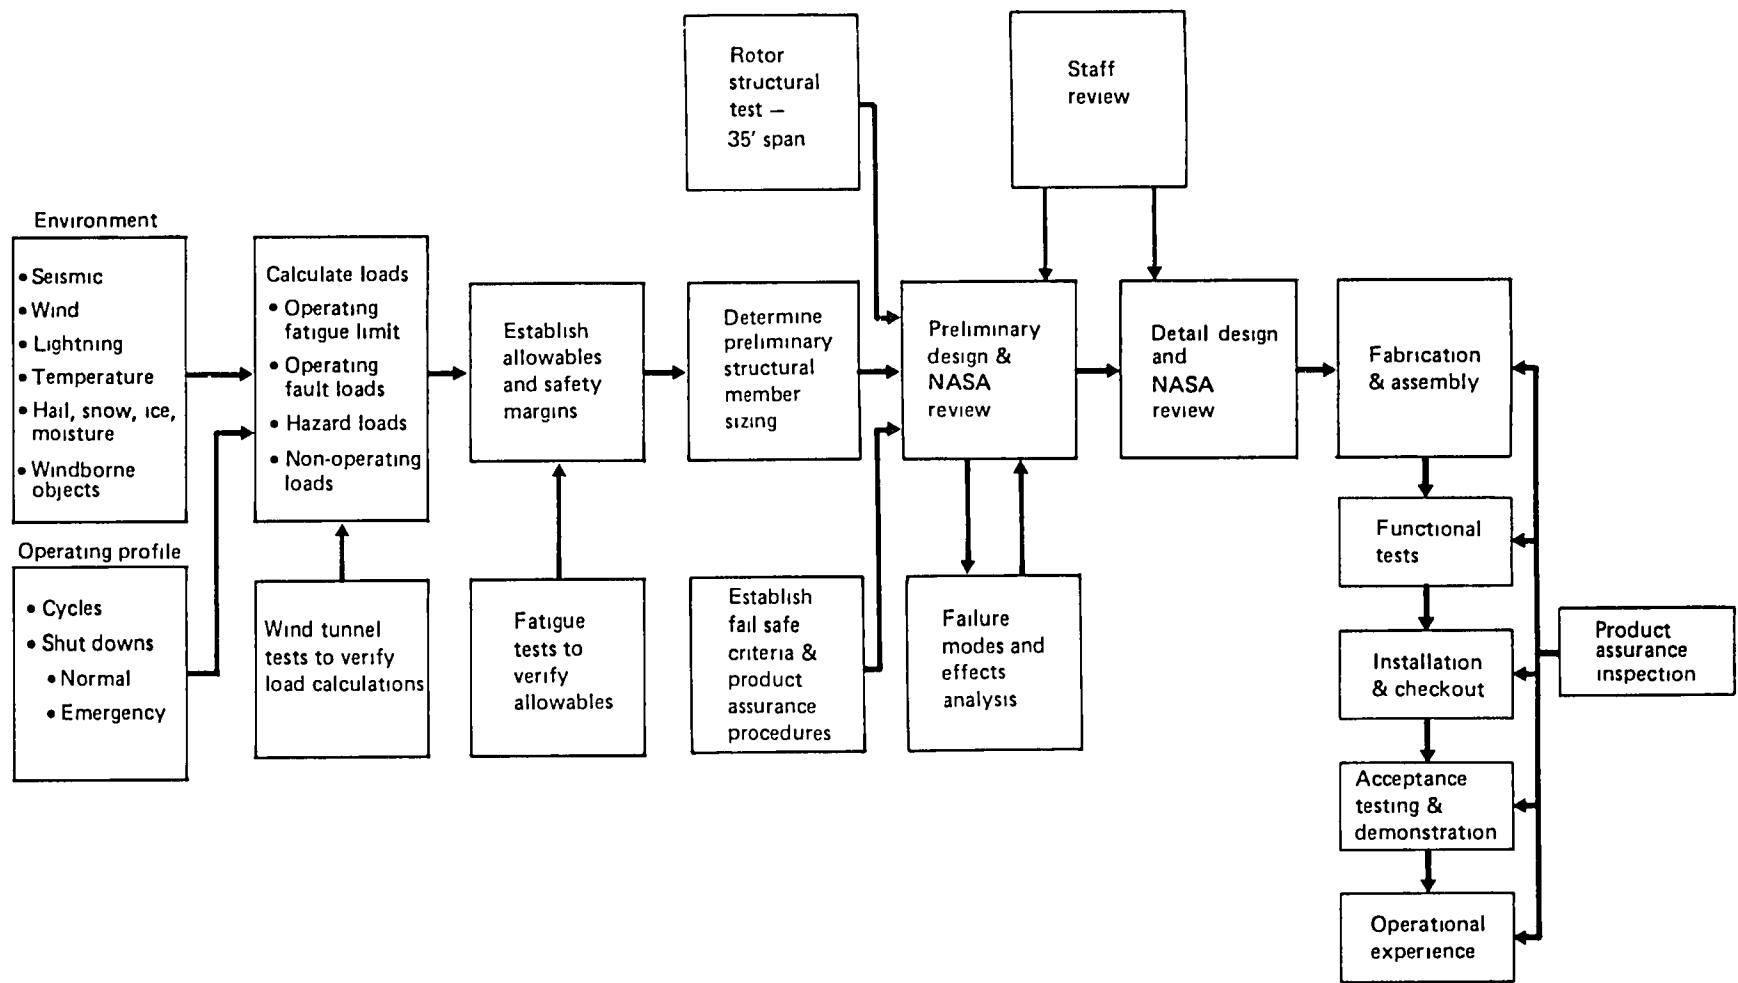 Rotor
structural
test –
35' span
Staff
review
Environment
• Seismic
• Wind
• Lightning
• Temperature
• Hail, snow, ice,
moisture
• Windborne
objects
Calculate loads
• Operating
fatigue limit
• Operating
fault loads
• Hazard loads
• Non-operating
loads
Establish
allowables
and safety
margins
Determine
preliminary
structural
member
sizing
Preliminary
design &
NASA
review
Detail design
and
NASA
review
Fabrication
& assembly
Operating profile
• Cycles
• Shut downs
• Normal
• Emergency
Wind tunnel
tests to verify
load calculations
Fatigue
tests to
verify
allowables
Establish
fail safe
criteria &
product
assurance
procedures
Failure
modes and
effects
analysis
Functional
tests
Installation
& checkout
Acceptance
testing &
demonstration
Operational
experience
Product
assurance
inspection